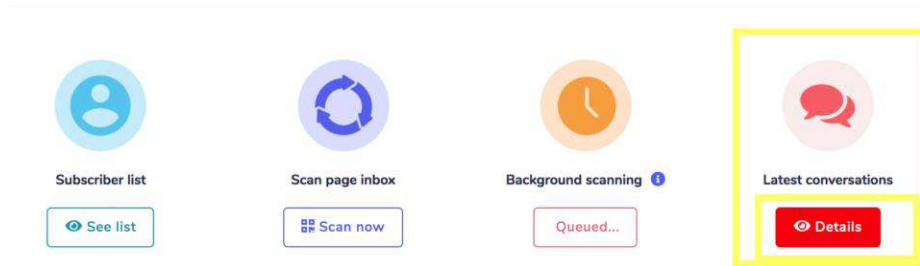 Subscriber list
Scan page inbox
Background scanning
Latest conversations
See list
Scan now
Queued...
Details